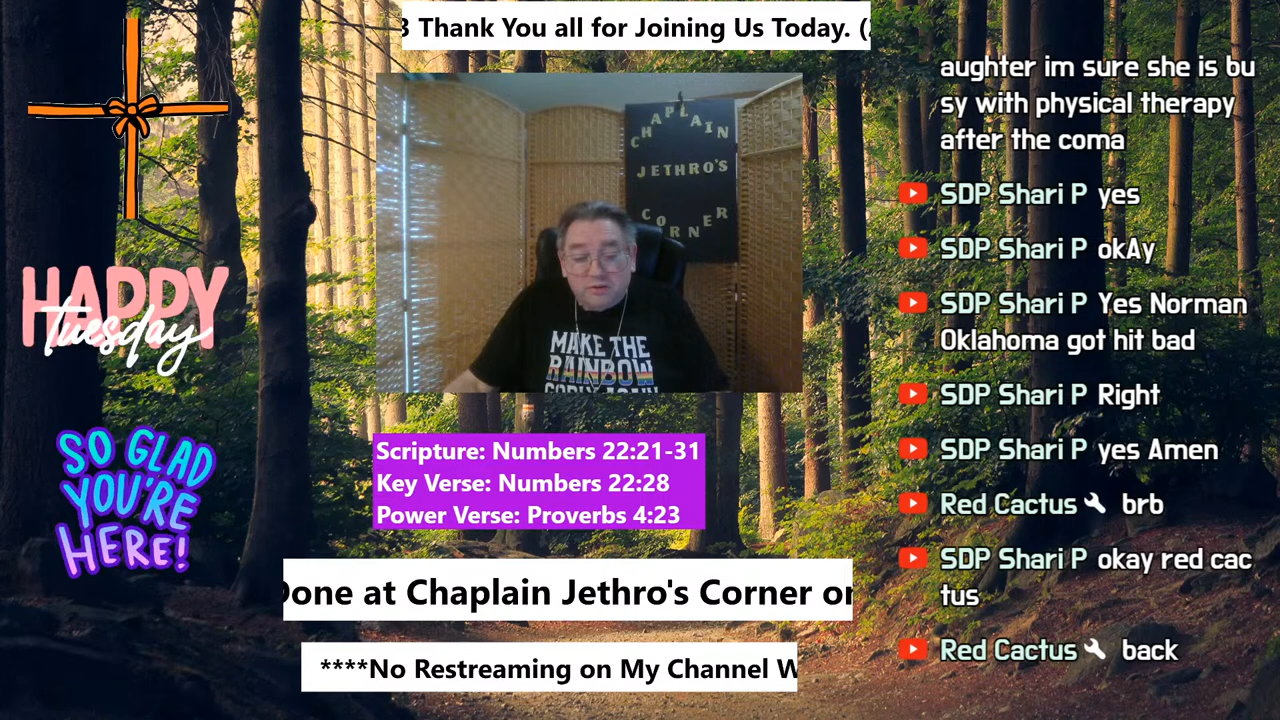 3 Thank You all for Joining Us Today. (
CHAPLAIN
JETHRO'S
CORNER
MAKE THE
RAINBOW
GODLY AGAIN
HAPPY
Tuesday
SO GLAD
YOU'RE
HERE!
Scripture: Numbers 22:21-31
Key Verse: Numbers 22:28
Power Verse: Proverbs 4:23
Done at Chaplain Jethro's Corner on
****No Restreaming on My Channel W
aughter im sure she is bu
sy with physical therapy
after the coma
SDP Shari P yes
SDP Shari P okAy
SDP Shari P Yes Norman
Oklahoma got hit bad
SDP Shari P Right
SDP Shari P yes Amen
Red Cactus brb
SDP Shari P okay red cac
tus
Red Cactus back